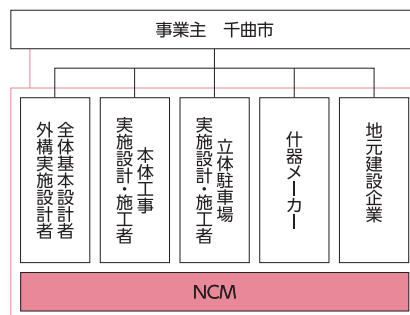 事業主　千曲市
全体基本設計者
外構実施設計者
本体工事
実施設計・施工者
立体駐車場
実施設計・施工者
什器メーカー
地元建設企業
NCM